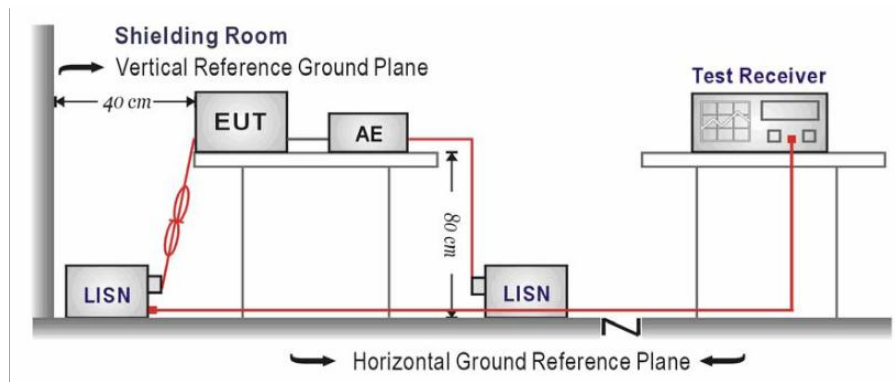 Shielding Room
Vertical Reference Ground Plane
Test Receiver
40 cm
EUT
AE
80 cm
LISN
LISN
Horizontal Ground Reference Plane